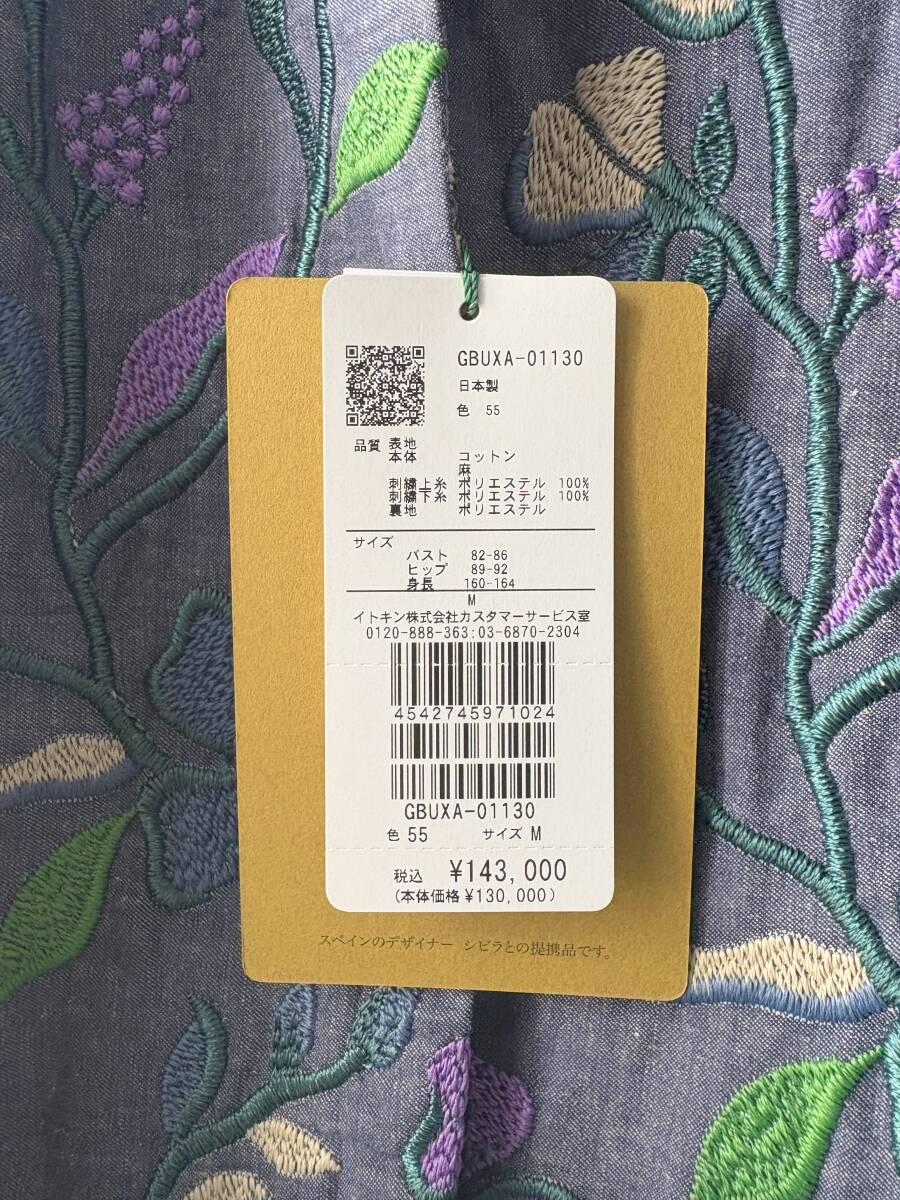 GBUXA-01130
日本製
色 55
品質 表地
本体 コットン
麻
刺繍上糸 ポリエステル 100%
刺繍下糸 ポリエステル 100%
裏地 ポリエステル
サイズ
バスト 82-86
ヒップ 89-92
身長 160-164
M
イトキン株式会社カスタマーサービス室
0120-888-363:03-6870-2304
4542745971024
GBUXA-01130
色 55 サイズ M
税込 ¥143,000
(本体価格¥130,000)
スペインのデザイナー シビラとの提携品です。